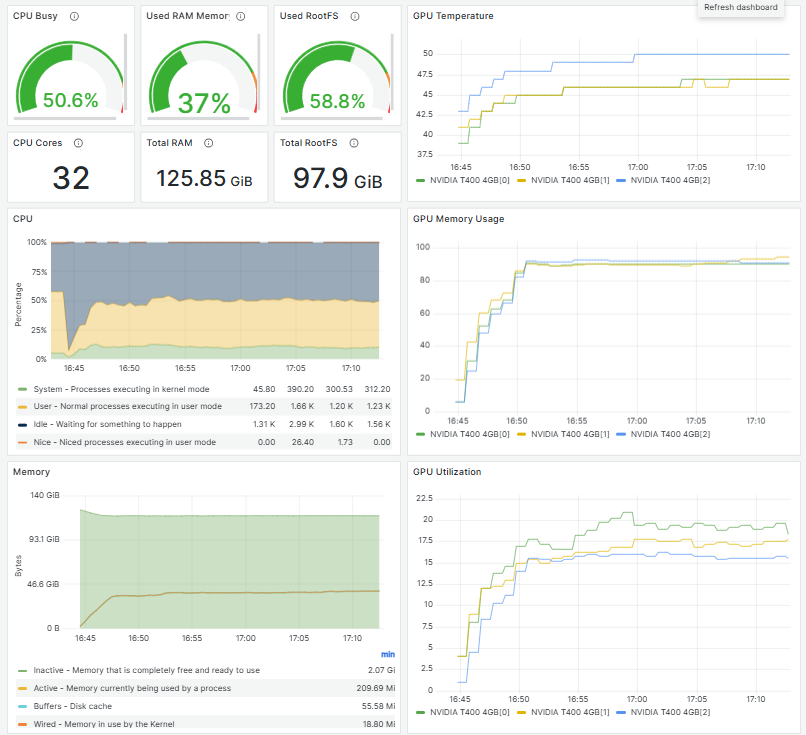 CPU Busy
50.6%
Used RAM Memor
37%
Used RootFS
58.8%
CPU Cores
32
Total RAM
125.85 GiB
Total RootFS
97.9 GiB
Refresh dashboard
GPU Temperature
50
47.5
45
42.5
40
37.5
16:45 16:50 16:55 17:00 17:05 17:10
NVIDIA T400 4GB[0] NVIDIA T400 4GB[1] NVIDIA T400 4GB[2]
CPU
Percentage
100%
75%
50%
25%
0%
16:45 16:50 16:55 17:00 17:05 17:10
System - Processes executing in kernel mode 45.80 390.20 300.53 312.20
User - Normal processes executing in user mode 173.20 1.66 K 1.20 K 1.23 K
Idle - Waiting for something to happen 1.31 K 2.99 K 1.60 K 1.56 K
Nice - Niced processes executing in user mode 0.00 26.40 1.73 0.00
GPU Memory Usage
100
80
60
40
20
0
16:45 16:50 16:55 17:00 17:05 17:10
NVIDIA T400 4GB[0] NVIDIA T400 4GB[1] NVIDIA T400 4GB[2]
Memory
Bytes
140 GiB
93.1 GiB
46.6 GiB
0 B
16:45 16:50 16:55 17:00 17:05 17:10
min
Inactive - Memory that is completely free and ready to use 2.07 Gi
Active - Memory currently being used by a process 209.69 Mi
Buffers - Disk cache 55.58 Mi
Wired - Memory in use by the Kernel 18.80 Mi
GPU Utilization
22.5
20
17.5
15
12.5
10
7.5
5
2.5
0
16:45 16:50 16:55 17:00 17:05 17:10
NVIDIA T400 4GB[0] NVIDIA T400 4GB[1] NVIDIA T400 4GB[2]